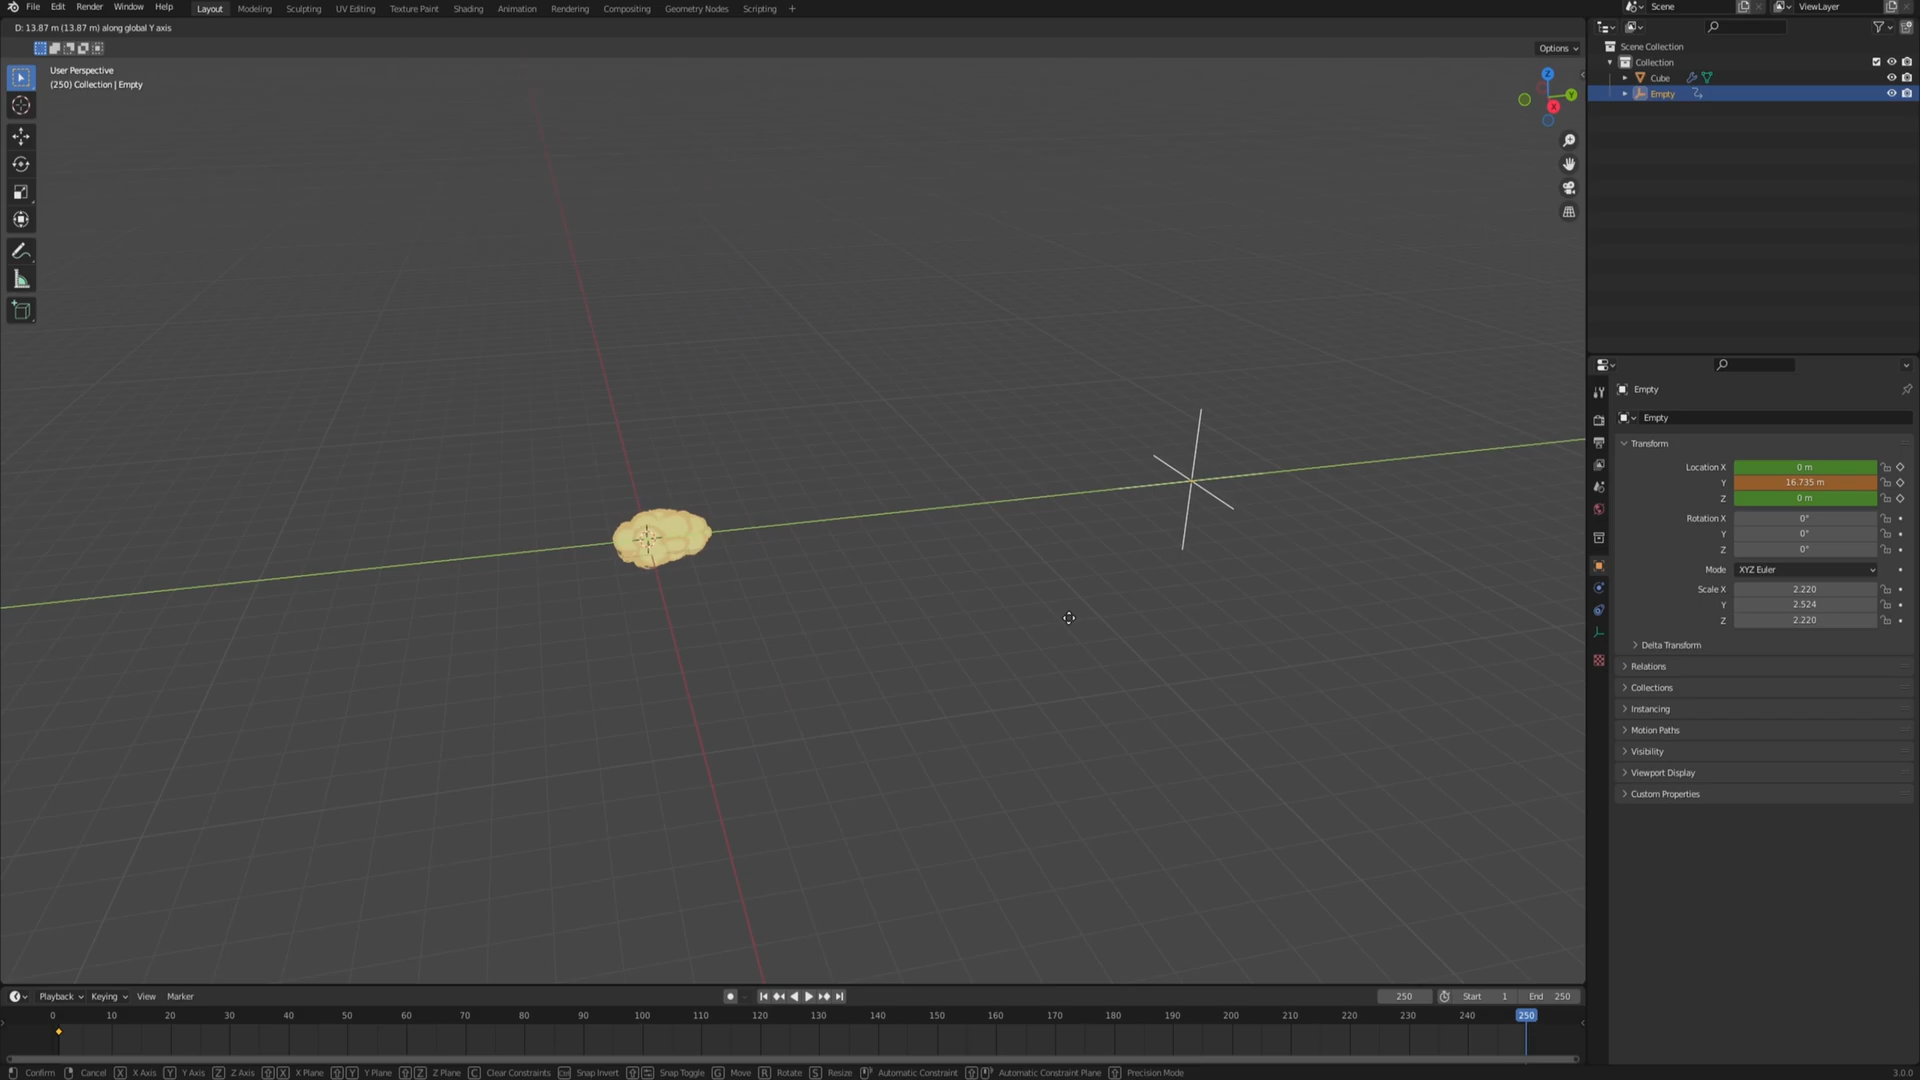 File Edit Render Window Help Layout Modeling Sculpting UV Editing Texture Paint Shading Animation Rendering Compositing Geometry Nodes Scripting + Scene ViewLayer
D: 13.87 m (13.87 m) along global Y axis
Options
User Perspective
(250) Collection | Empty
Z
Y
X
Scene Collection
Collection
Cube
Empty
Empty
Empty
Transform
Location X 0 m
Y 16.735 m
Z 0 m
Rotation X 0°
Y 0°
Z 0°
Mode XYZ Euler
Scale X 2.220
Y 2.524
Z 2.220
Delta Transform
Relations
Collections
Instancing
Motion Paths
Visibility
Viewport Display
Custom Properties
Playback Keying View Marker 250 Start 1 End 250
0 10 20 30 40 50 60 70 80 90 100 110 120 130 140 150 160 170 180 190 200 210 220 230 240 250
Confirm Cancel X X Axis Y Y Axis Z Z Axis X X Plane Y Y Plane Z Z Plane C Clear Constraints Snap Invert Snap Toggle G Move R Rotate S Resize Automatic Constraint Automatic Constraint Plane Precision Mode 3.0.0